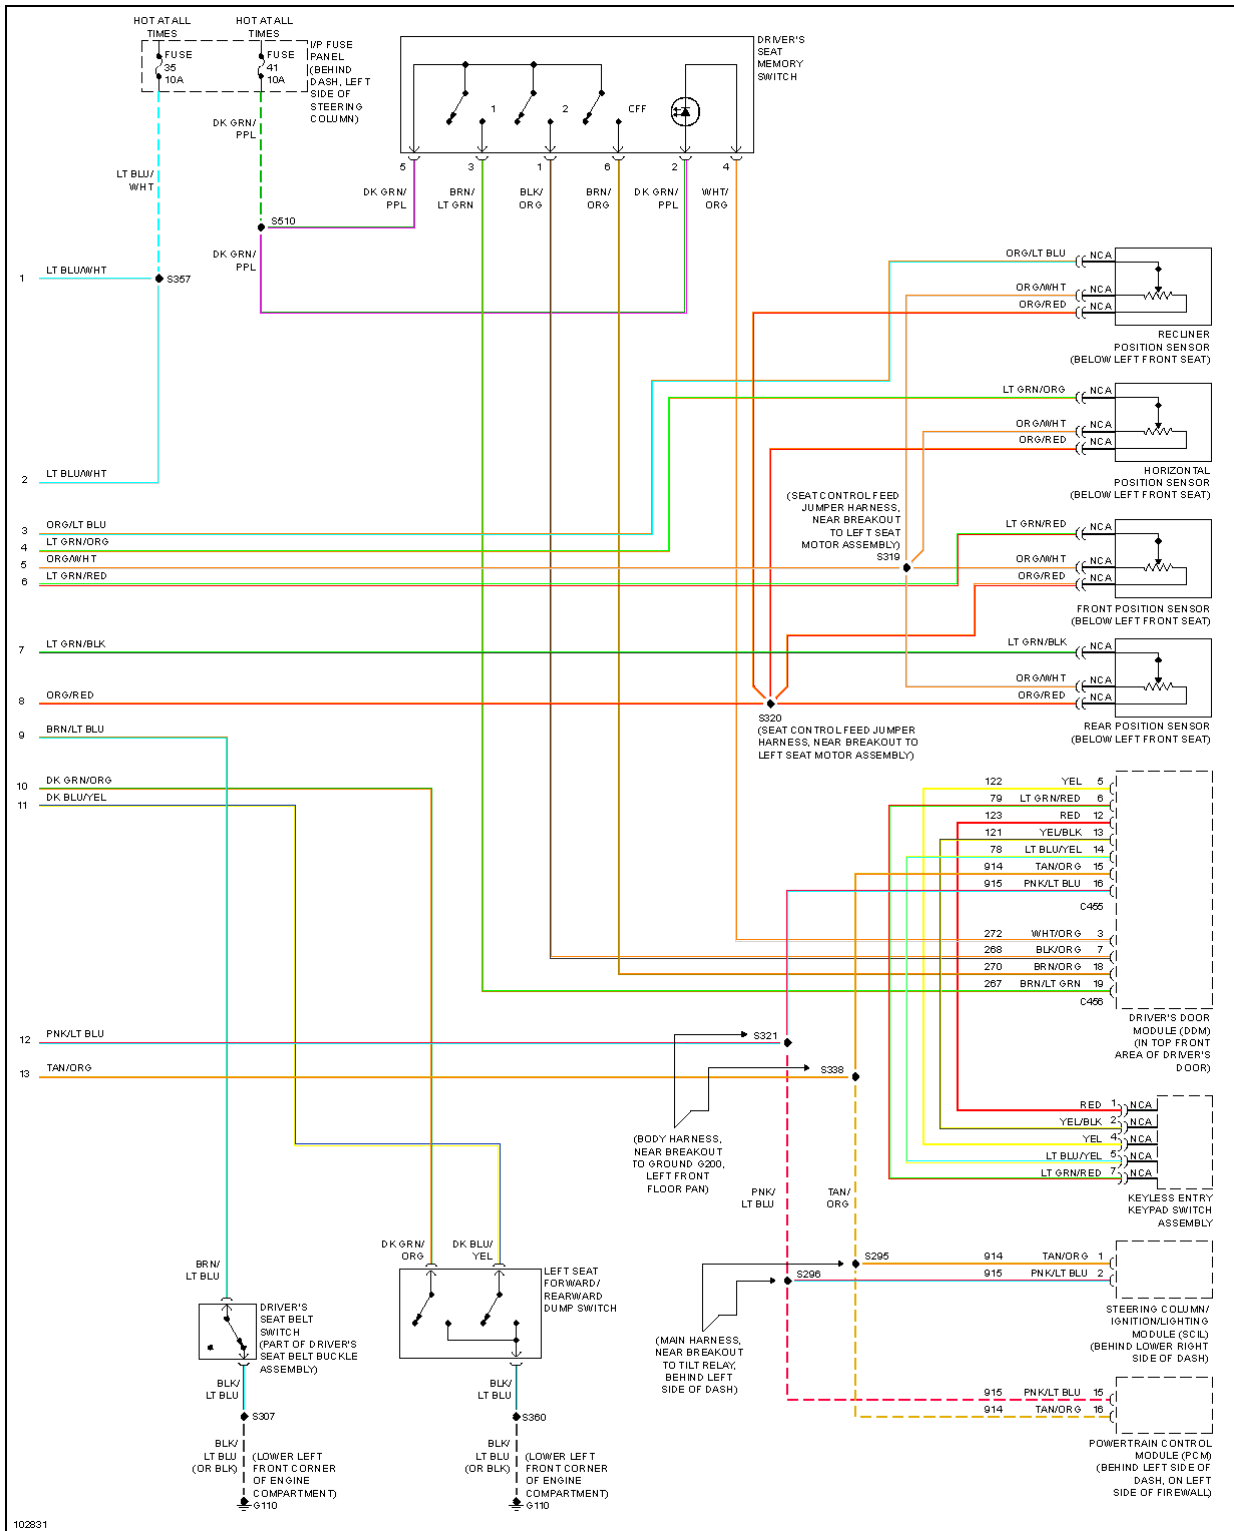 HOT AT ALL
TIMES
HOT AT ALL
TIMES
FUSE
35
10A
FUSE
41
10A
I/P FUSE
PANEL
(BEHIND
DASH, LEFT
SIDE OF
STEERING
COLUMN)
DRIVER'S
SEAT
MEMORY
SWITCH
1
2
OFF
5
3
1
6
2
4
DK GRN/
PPL
LT BLU/
WHT
DK GRN/
PPL
BRN/
LT GRN
BLK/
ORG
BRN/
ORG
DK GRN/
PPL
WHT/
ORG
S510
DK GRN/
PPL
1 LT BLU/WHT
S357
ORG/LT BLU NCA
ORG/WHT NCA
ORG/RED NCA
RECLINER
POSITION SENSOR
(BELOW LEFT FRONT SEAT)
LT GRN/ORG NCA
ORG/WHT NCA
ORG/RED NCA
HORIZONTAL
POSITION SENSOR
(BELOW LEFT FRONT SEAT)
2 LT BLU/WHT
(SEAT CONTROL FEED
JUMPER HARNESS,
NEAR BREAKOUT
TO LEFT SEAT
MOTOR ASSEMBLY)
S319
3 ORG/LT BLU
4 LT GRN/ORG
5 ORG/WHT
6 LT GRN/RED
LT GRN/RED NCA
ORG/WHT NCA
ORG/RED NCA
FRONT POSITION SENSOR
(BELOW LEFT FRONT SEAT)
7 LT GRN/BLK
LT GRN/BLK NCA
ORG/WHT NCA
ORG/RED NCA
REAR POSITION SENSOR
(BELOW LEFT FRONT SEAT)
8 ORG/RED
S320
(SEAT CONTROL FEED JUMPER
HARNESS, NEAR BREAKOUT TO
LEFT SEAT MOTOR ASSEMBLY)
9 BRN/LT BLU
10 DK GRN/ORG
11 DK BLU/YEL
122 YEL 5
79 LT GRN/RED 6
123 RED 12
121 YEL/BLK 13
78 LT BLU/YEL 14
914 TAN/ORG 15
915 PNK/LT BLU 16
C455
272 WHT/ORG 3
268 BLK/ORG 7
270 BRN/ORG 18
267 BRN/LT GRN 19
C456
DRIVER'S DOOR
MODULE (DDM)
(IN TOP FRONT
AREA OF DRIVER'S
DOOR)
12 PNK/LT BLU
S321
13 TAN/ORG
S338
(BODY HARNESS,
NEAR BREAKOUT
TO GROUND G200,
LEFT FRONT
FLOOR PAN)
RED 1 NCA
YEL/BLK 2 NCA
YEL 4 NCA
LT BLU/YEL 5 NCA
LT GRN/RED 7 NCA
KEYLESS ENTRY
KEYPAD SWITCH
ASSEMBLY
PNK/
LT BLU
TAN/
ORG
DK GRN/
ORG
DK BLU/
YEL
BRN/
LT BLU
LEFT SEAT
FORWARD/
REARWARD
DUMP SWITCH
S295
S296
914 TAN/ORG 1
915 PNK/LT BLU 2
STEERING COLUMN/
IGNITION/LIGHTING
MODULE (SCIL)
(BEHIND LOWER RIGHT
SIDE OF DASH)
DRIVER'S
SEAT BELT
SWITCH
(PART OF DRIVER'S
SEAT BELT BUCKLE
ASSEMBLY)
(MAIN HARNESS,
NEAR BREAKOUT
TO TILT RELAY,
BEHIND LEFT
SIDE OF DASH)
BLK/
LT BLU
BLK/
LT BLU
915 PNK/LT BLU 15
914 TAN/ORG 16
POWERTRAIN CONTROL
MODULE (PCM)
(BEHIND LEFT SIDE OF
DASH, ON LEFT
SIDE OF FIREWALL)
S307
S360
BLK/
LT BLU
(OR BLK)
(LOWER LEFT
FRONT CORNER
OF ENGINE
COMPARTMENT)
G110
BLK/
LT BLU
(OR BLK)
(LOWER LEFT
FRONT CORNER
OF ENGINE
COMPARTMENT)
G110
102831